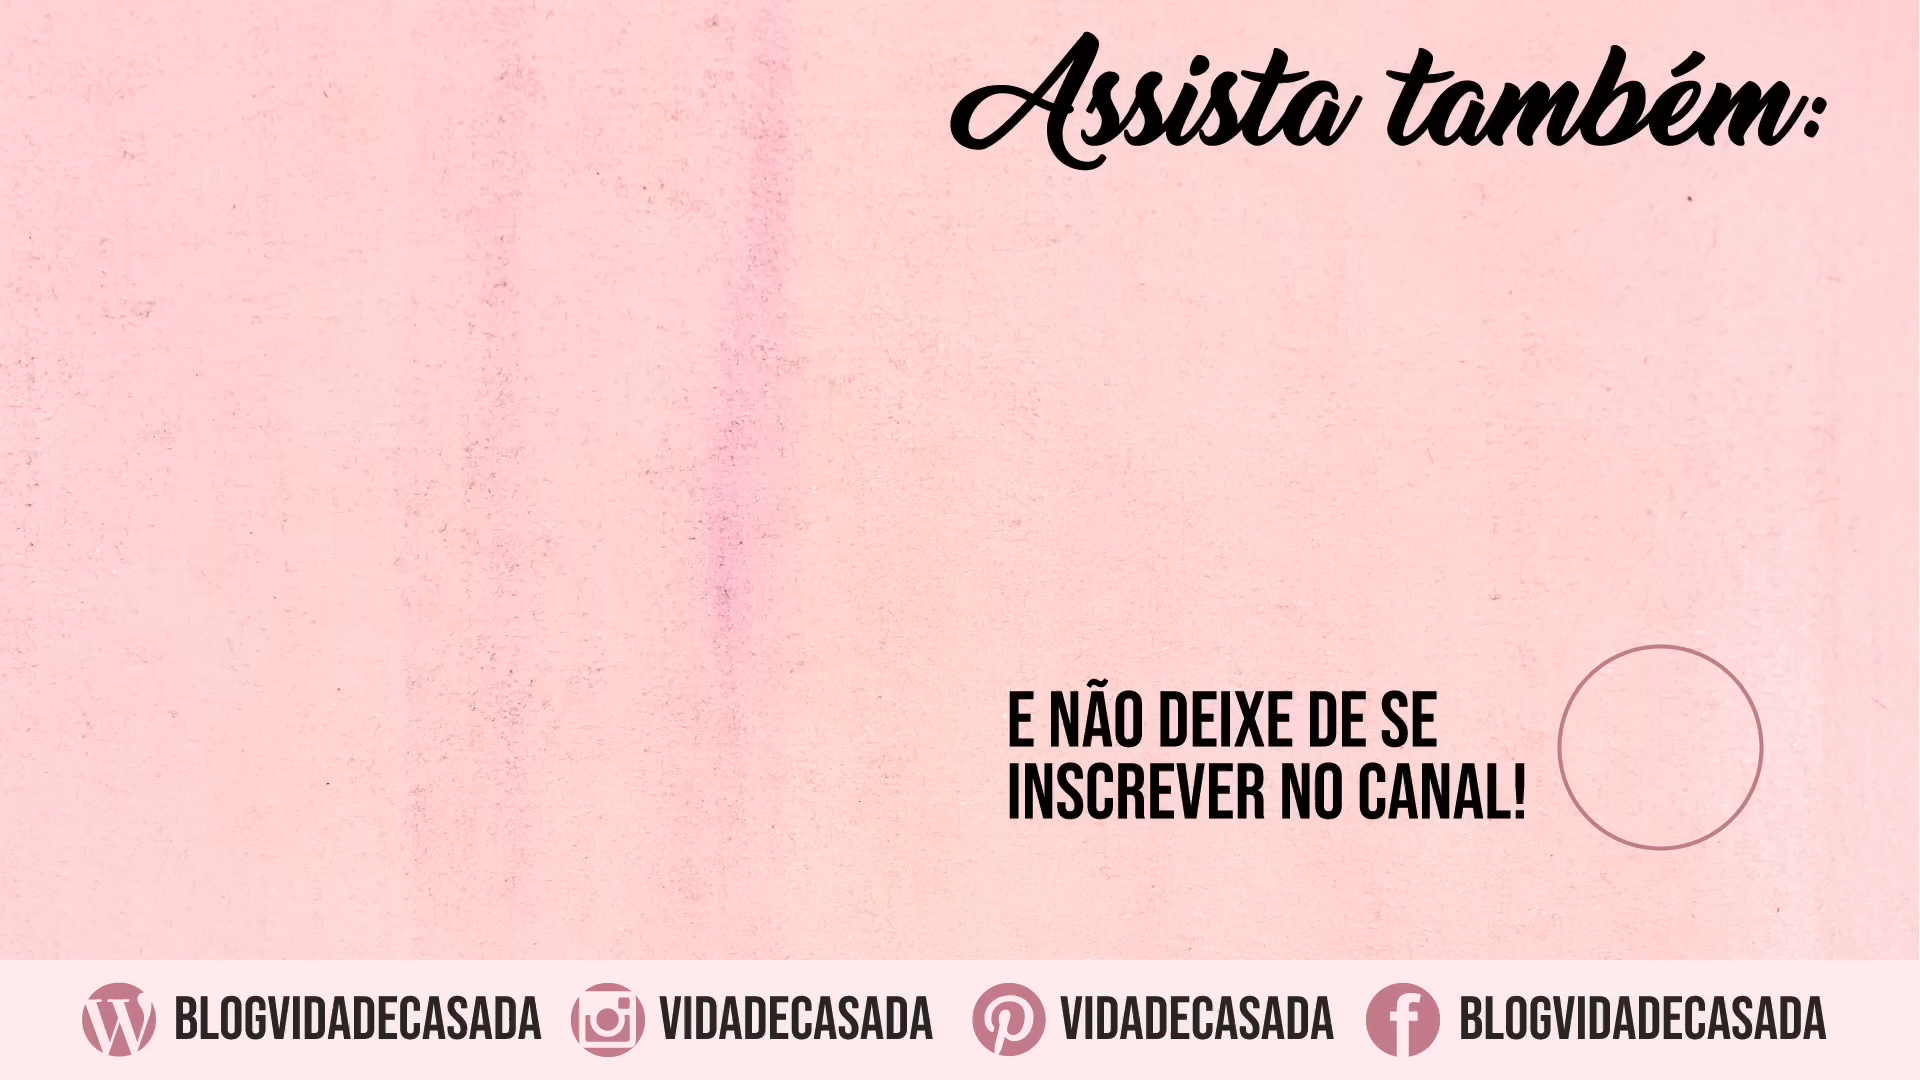 Assista também:
E NÃO DEIXE DE SE
INSCREVER NO CANAL!
BLOGVIDADECASADA VIDADECASADA VIDADECASADA BLOGVIDADECASADA